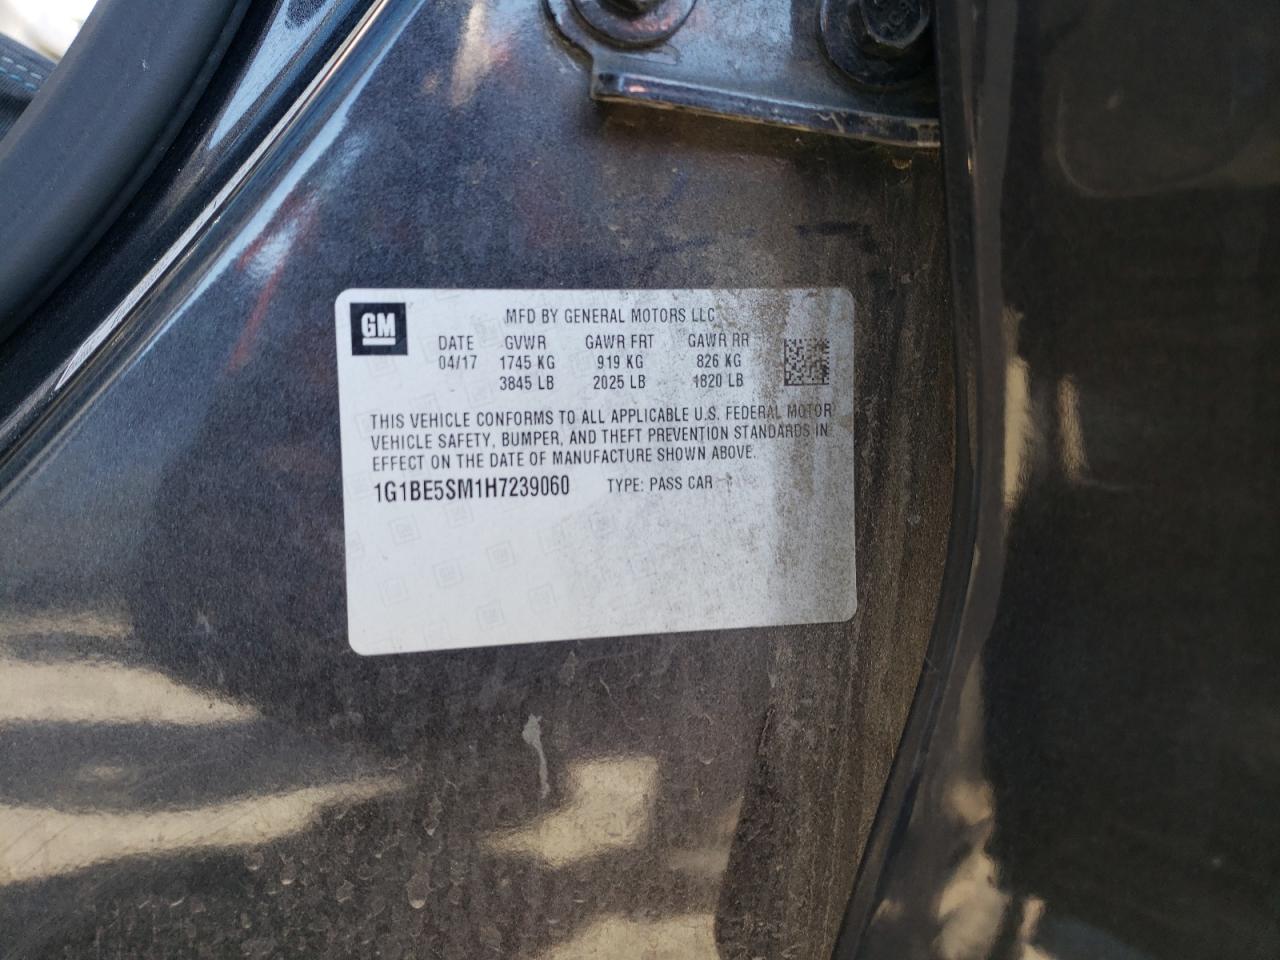 GM
MFD BY GENERAL MOTORS LLC
DATE GVWR GAWR FRT GAWR RR
04/17 1745 KG 919 KG 826 KG
3845 LB 2025 LB 1820 LB
THIS VEHICLE CONFORMS TO ALL APPLICABLE U.S. FEDERAL MOTOR
VEHICLE SAFETY, BUMPER, AND THEFT PREVENTION STANDARDS IN
EFFECT ON THE DATE OF MANUFACTURE SHOWN ABOVE.
1G1BE5SM1H7239060 TYPE: PASS CAR